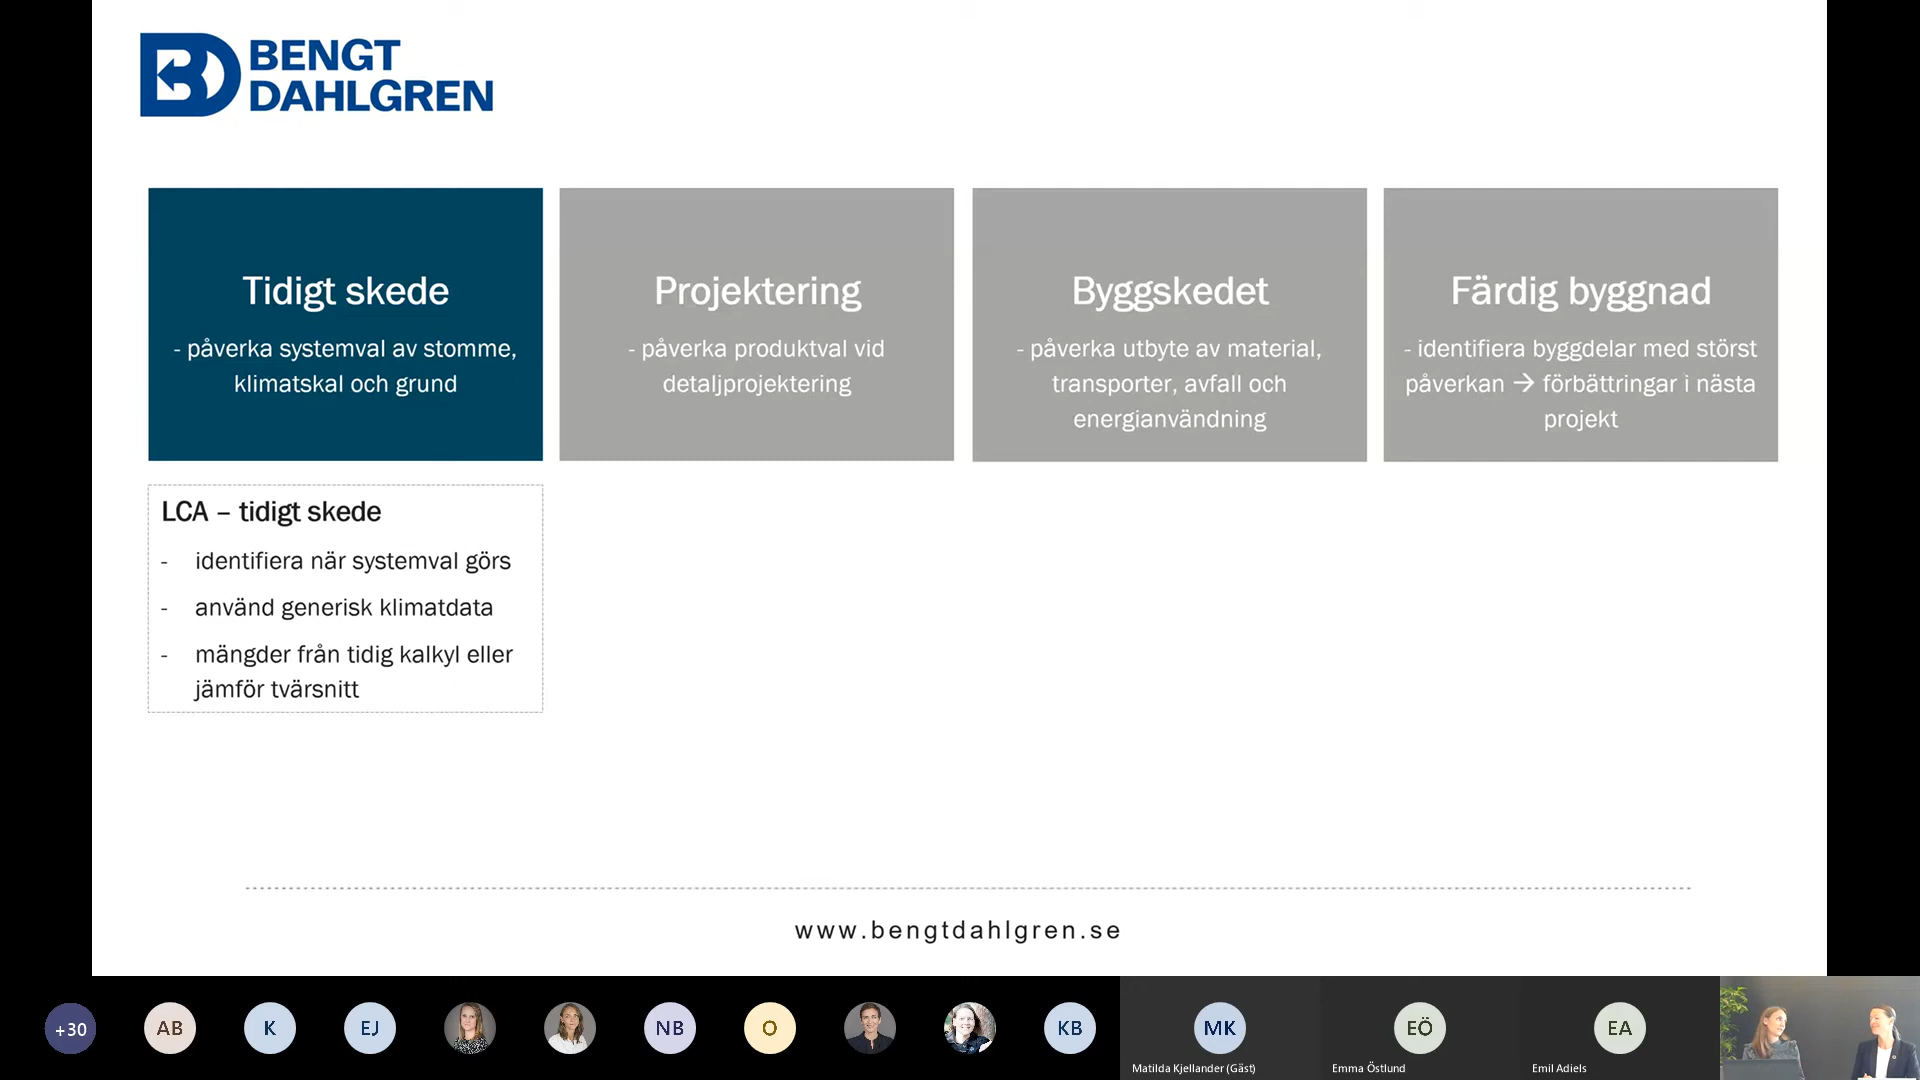 BENGT
DAHLGREN
Tidigt skede
- påverka systemval av stomme,
klimatskal och grund
Projektering
- påverka produktval vid
detaljprojektering
Byggskedet
- påverka utbyte av material,
transporter, avfall och
energianvändning
Färdig byggnad
- identifiera byggdelar med störst
påverkan → förbättringar i nästa
projekt
LCA – tidigt skede
- identifiera när systemval görs
- använd generisk klimatdata
- mängder från tidig kalkyl eller
jämför tvärsnitt
www.bengtdahlgren.se
+30
AB
K
EJ
NB
O
KB
MK
Matilda Kjellander (Gäst)
EÖ
Emma Östlund
EA
Emil Adiels